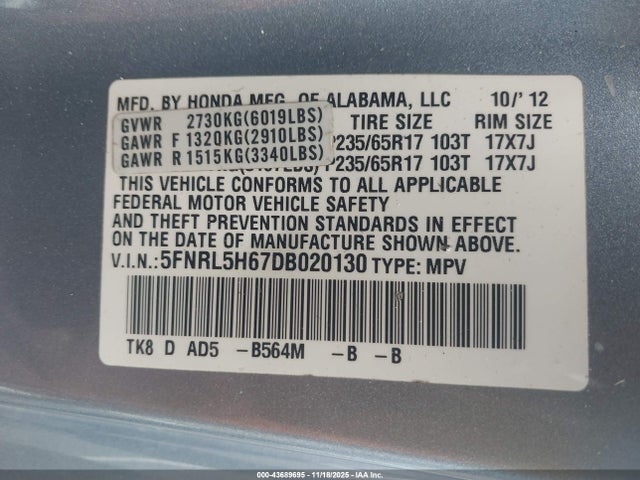 MFD. BY HONDA MFG. OF ALABAMA, LLC 10/'12
GVWR 2730KG(6019LBS) TIRE SIZE RIM SIZE
GAWR F 1320KG(2910LBS) P235/65R17 103T 17X7J
GAWR R 1515KG(3340LBS) P235/65R17 103T 17X7J
THIS VEHICLE CONFORMS TO ALL APPLICABLE
FEDERAL MOTOR VEHICLE SAFETY
AND THEFT PREVENTION STANDARDS IN EFFECT
ON THE DATE OF MANUFACTURE SHOWN ABOVE.
V.I.N.:5FNRL5H67DB020130 TYPE: MPV
TK8 D AD5 -B564M -B -B
000-43689695 - 11/18/2025 - IAAI INC.